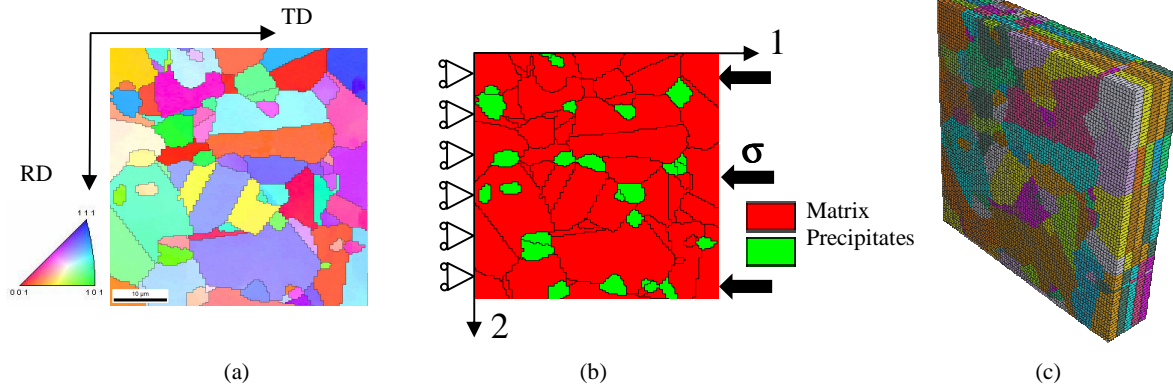 TD
RD
1 1 1
0 0 1
1 0 1
10 µm
1
2
σ
Matrix
Precipitates
(a)
(b)
(c)